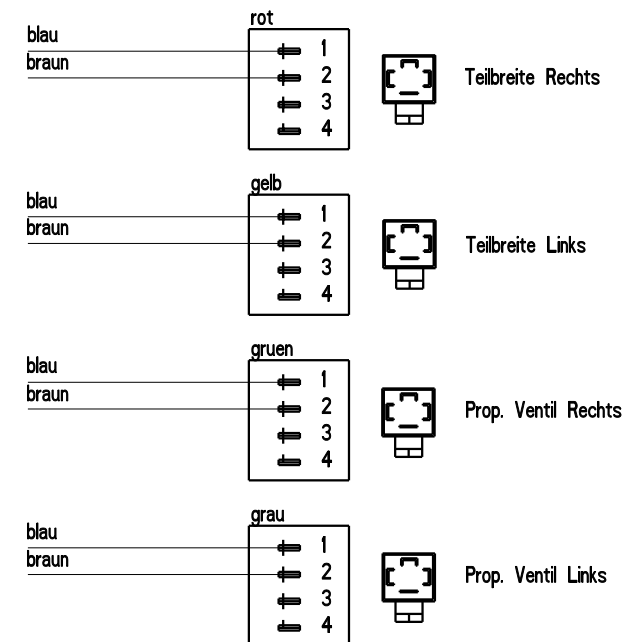 rot
blau
braun
1
2
3
4
Teilbreite Rechts
gelb
blau
braun
1
2
3
4
Teilbreite Links
gruen
blau
braun
1
2
3
4
Prop. Ventil Rechts
grau
blau
braun
1
2
3
4
Prop. Ventil Links